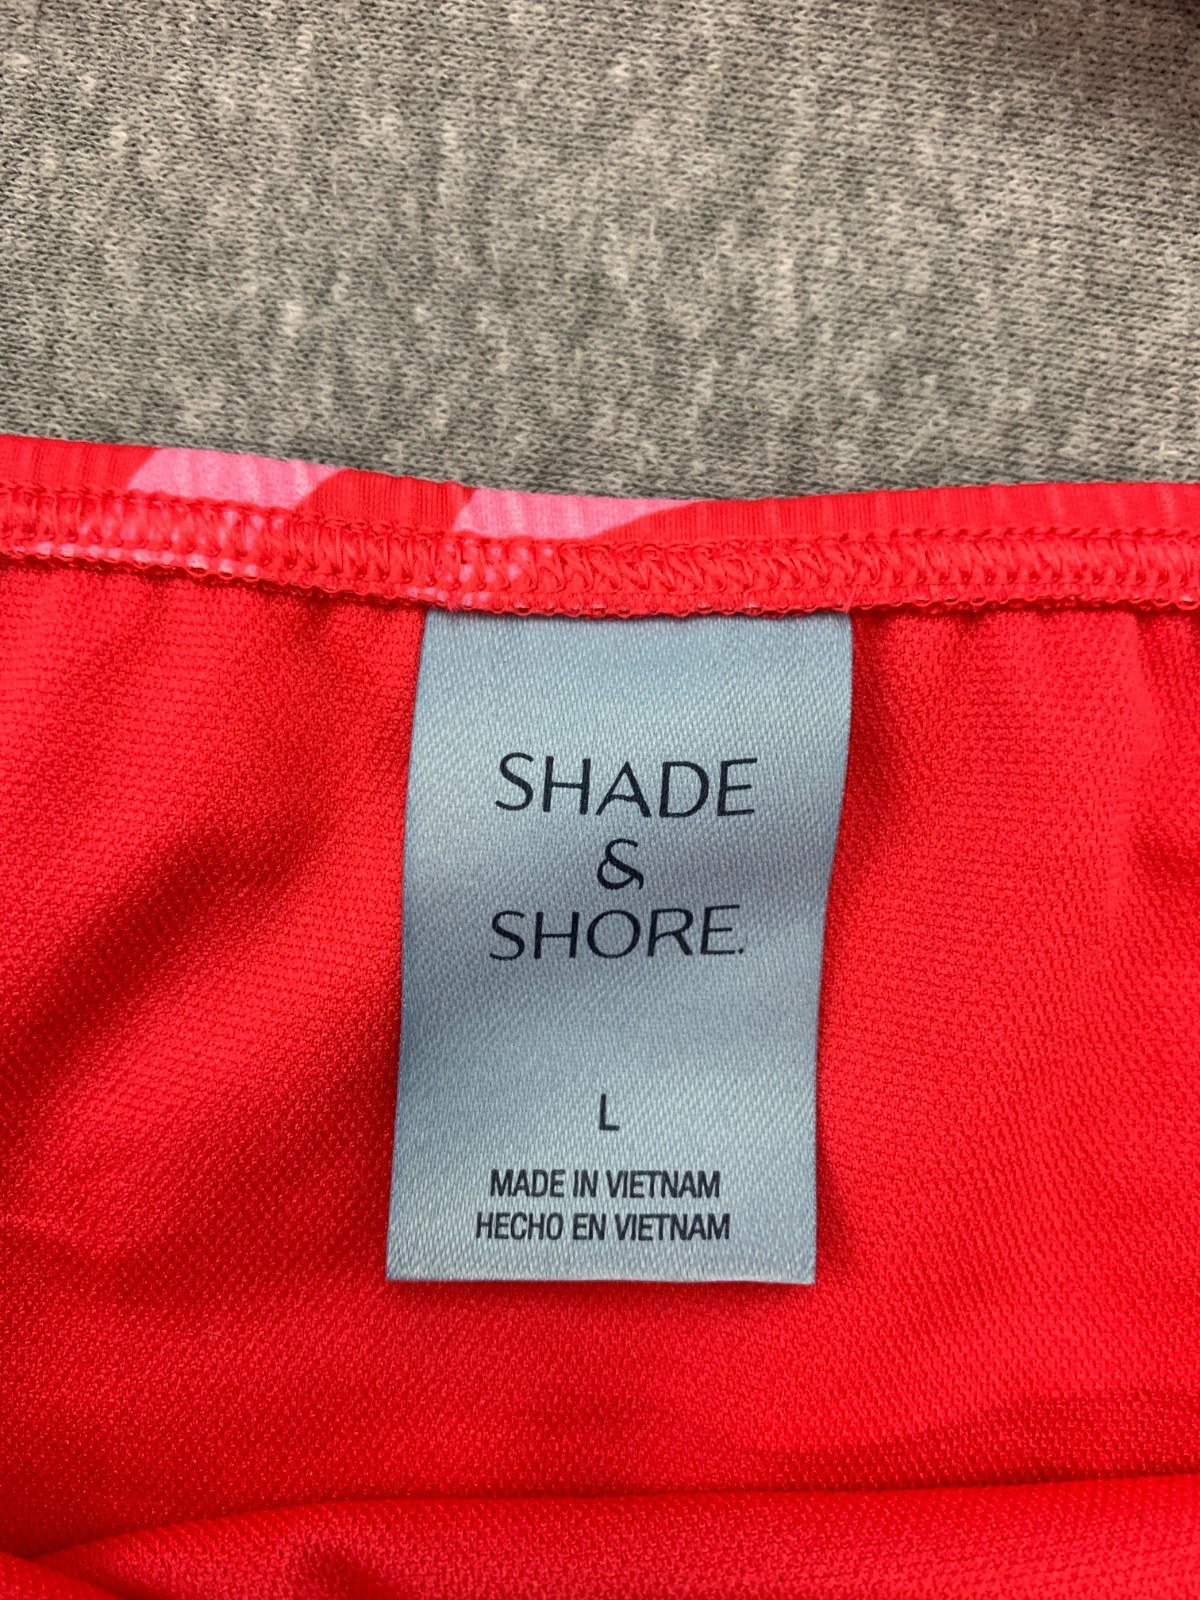 SHADE
&
SHORE.
L
MADE IN VIETNAM
HECHO EN VIETNAM